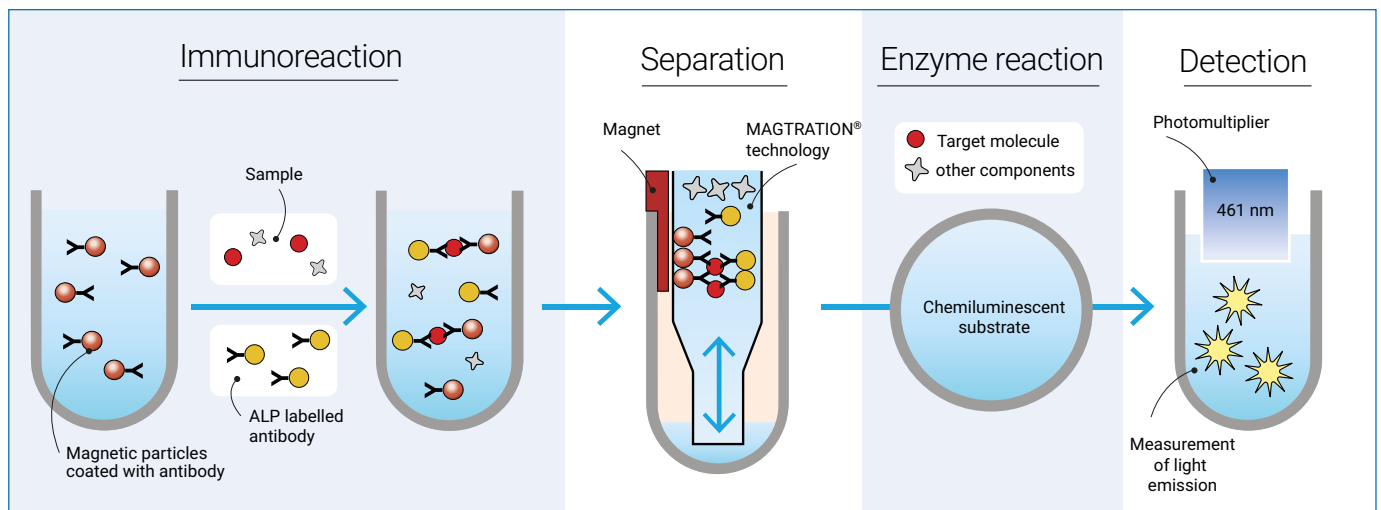 Immunoreaction
Sample
ALP labelled
antibody
Magnetic particles
coated with antibody
Separation
Magnet
MAGTRATION®
technology
Enzyme reaction
Target molecule
other components
Chemiluminescent
substrate
Detection
Photomultiplier
461 nm
Measurement
of light
emission